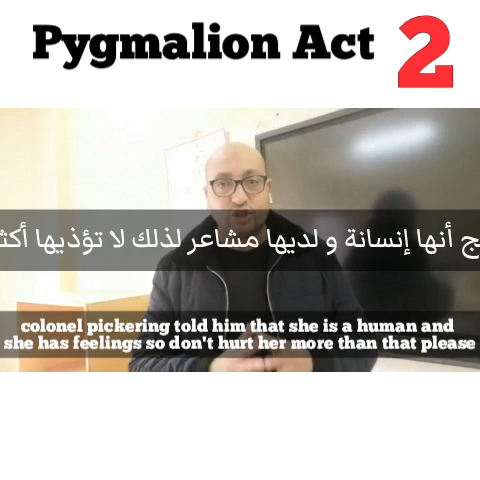 Pygmalion Act 2
أنها إنسانة و لديها مشاعر لذلك لا تؤذيها
colonel pickering told him that she is a human and
she has feelings so don't hurt her more than that please